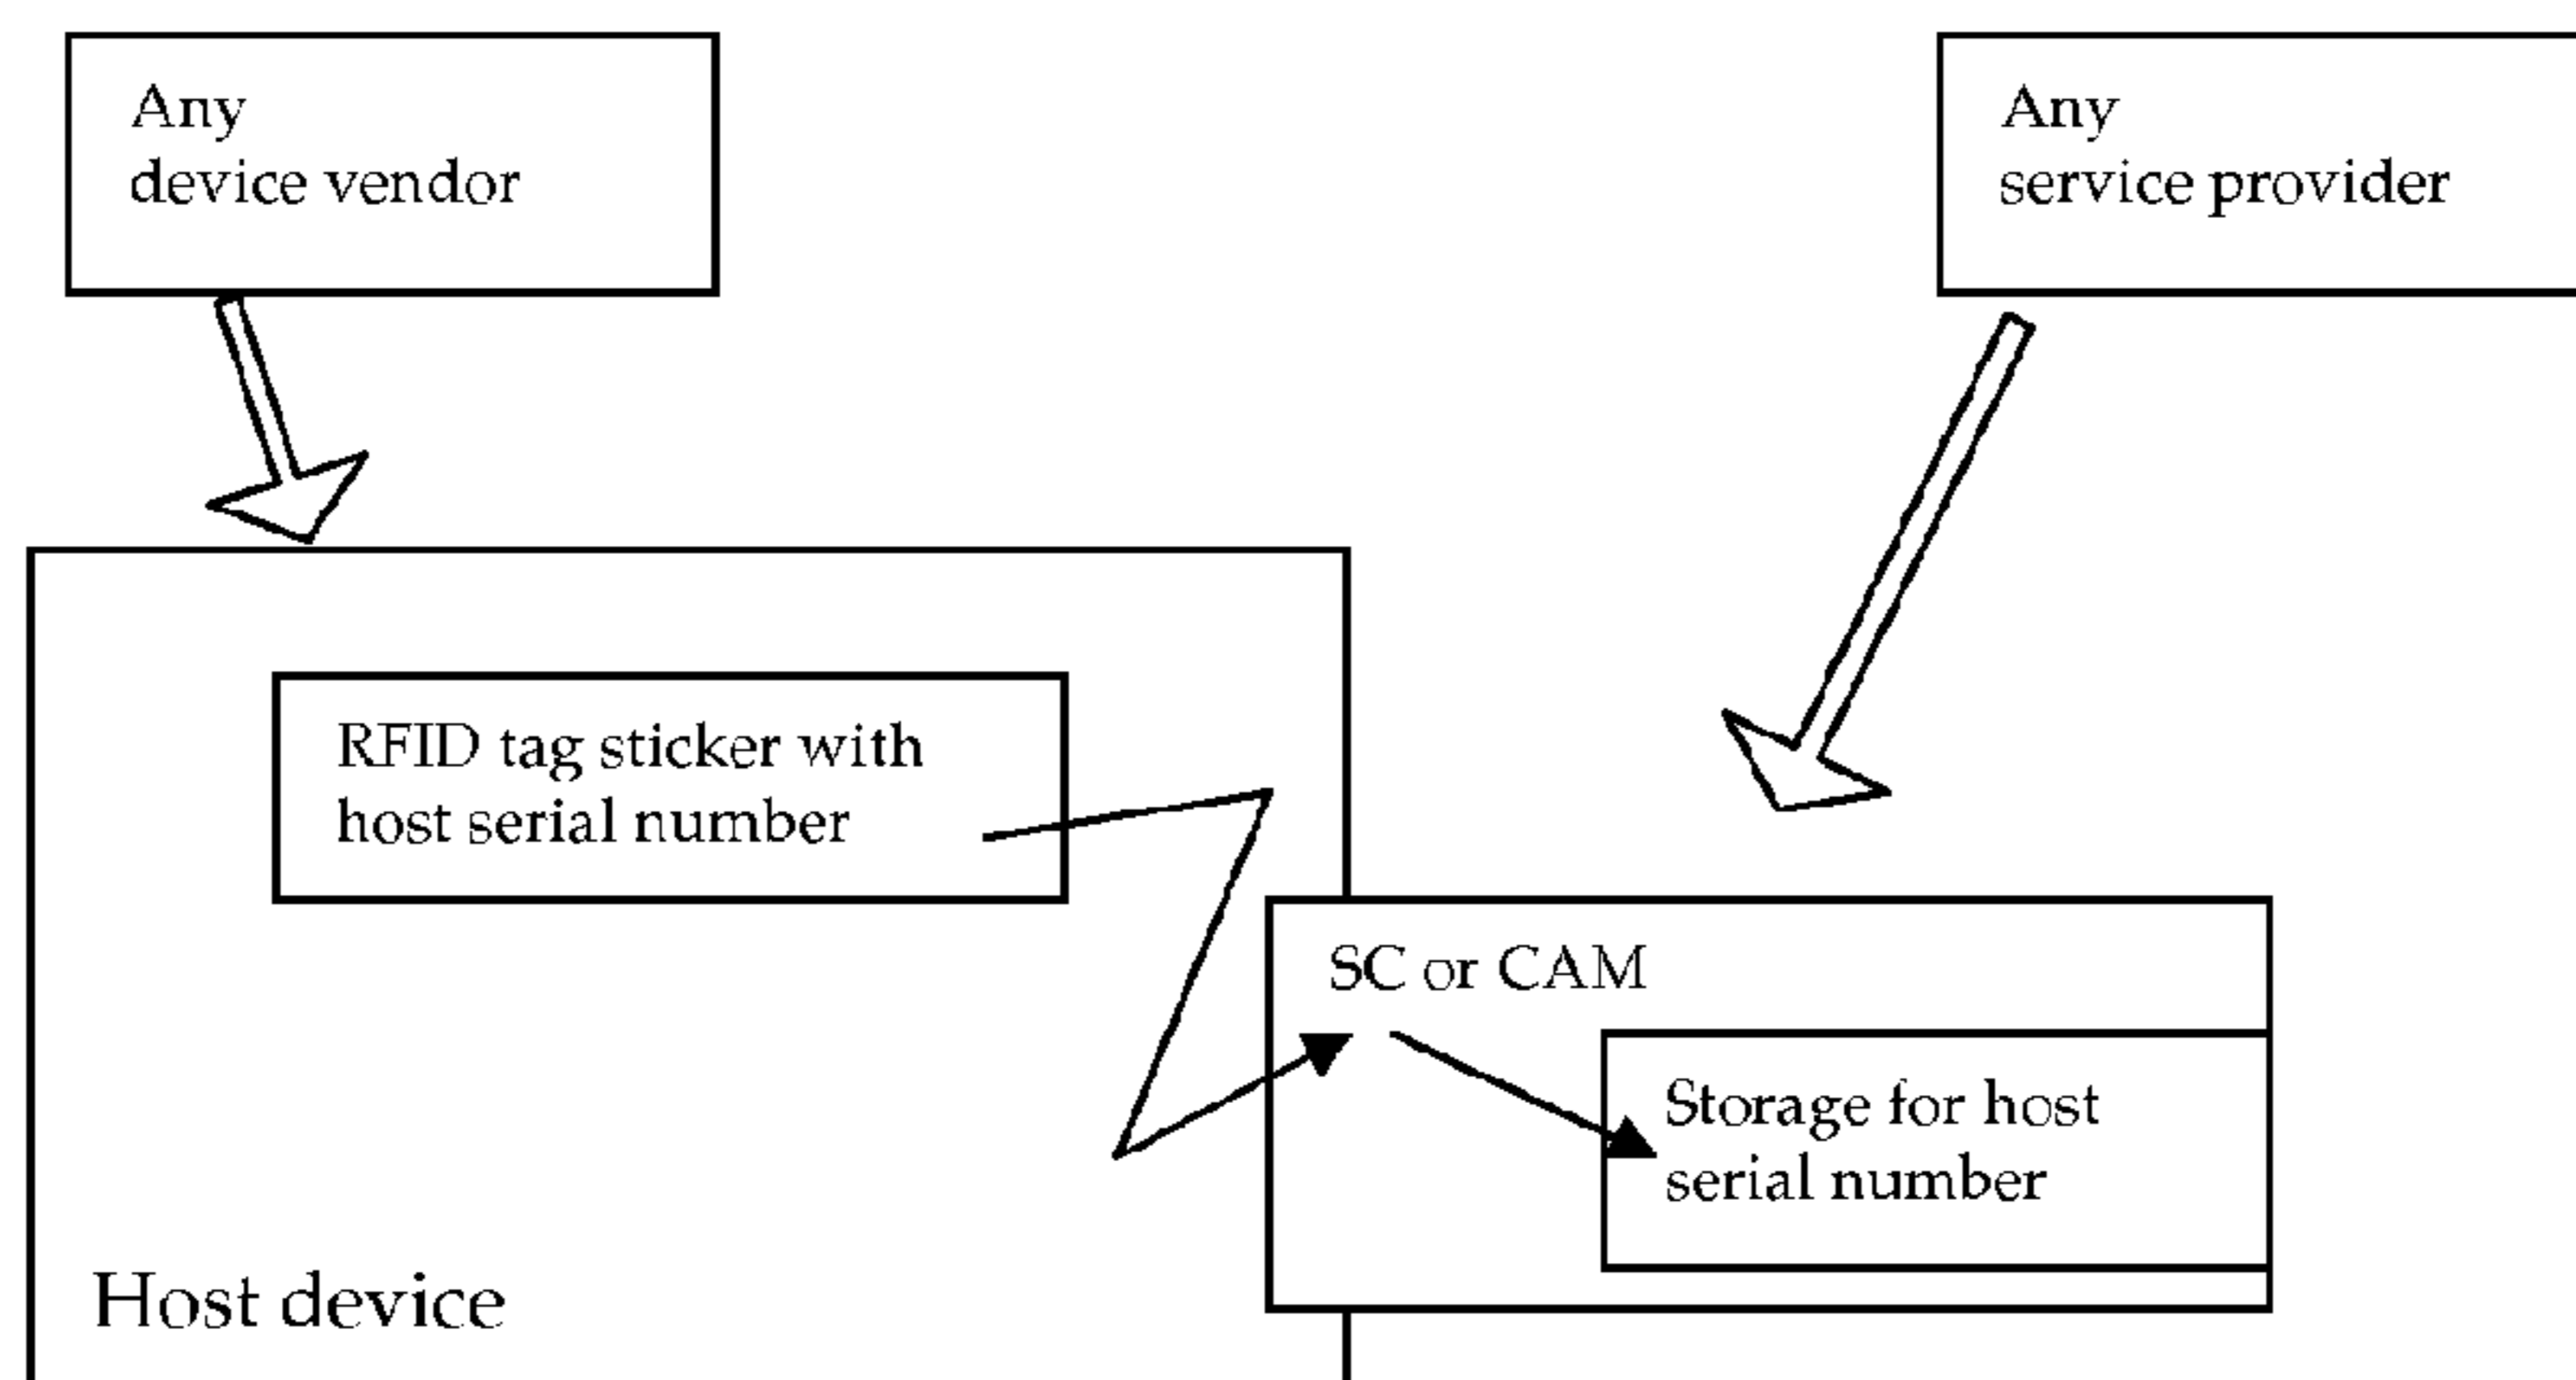 Any
device vendor
Any
service provider
RFID tag sticker with
host serial number
SC or CAM
Storage for host
serial number
Host device